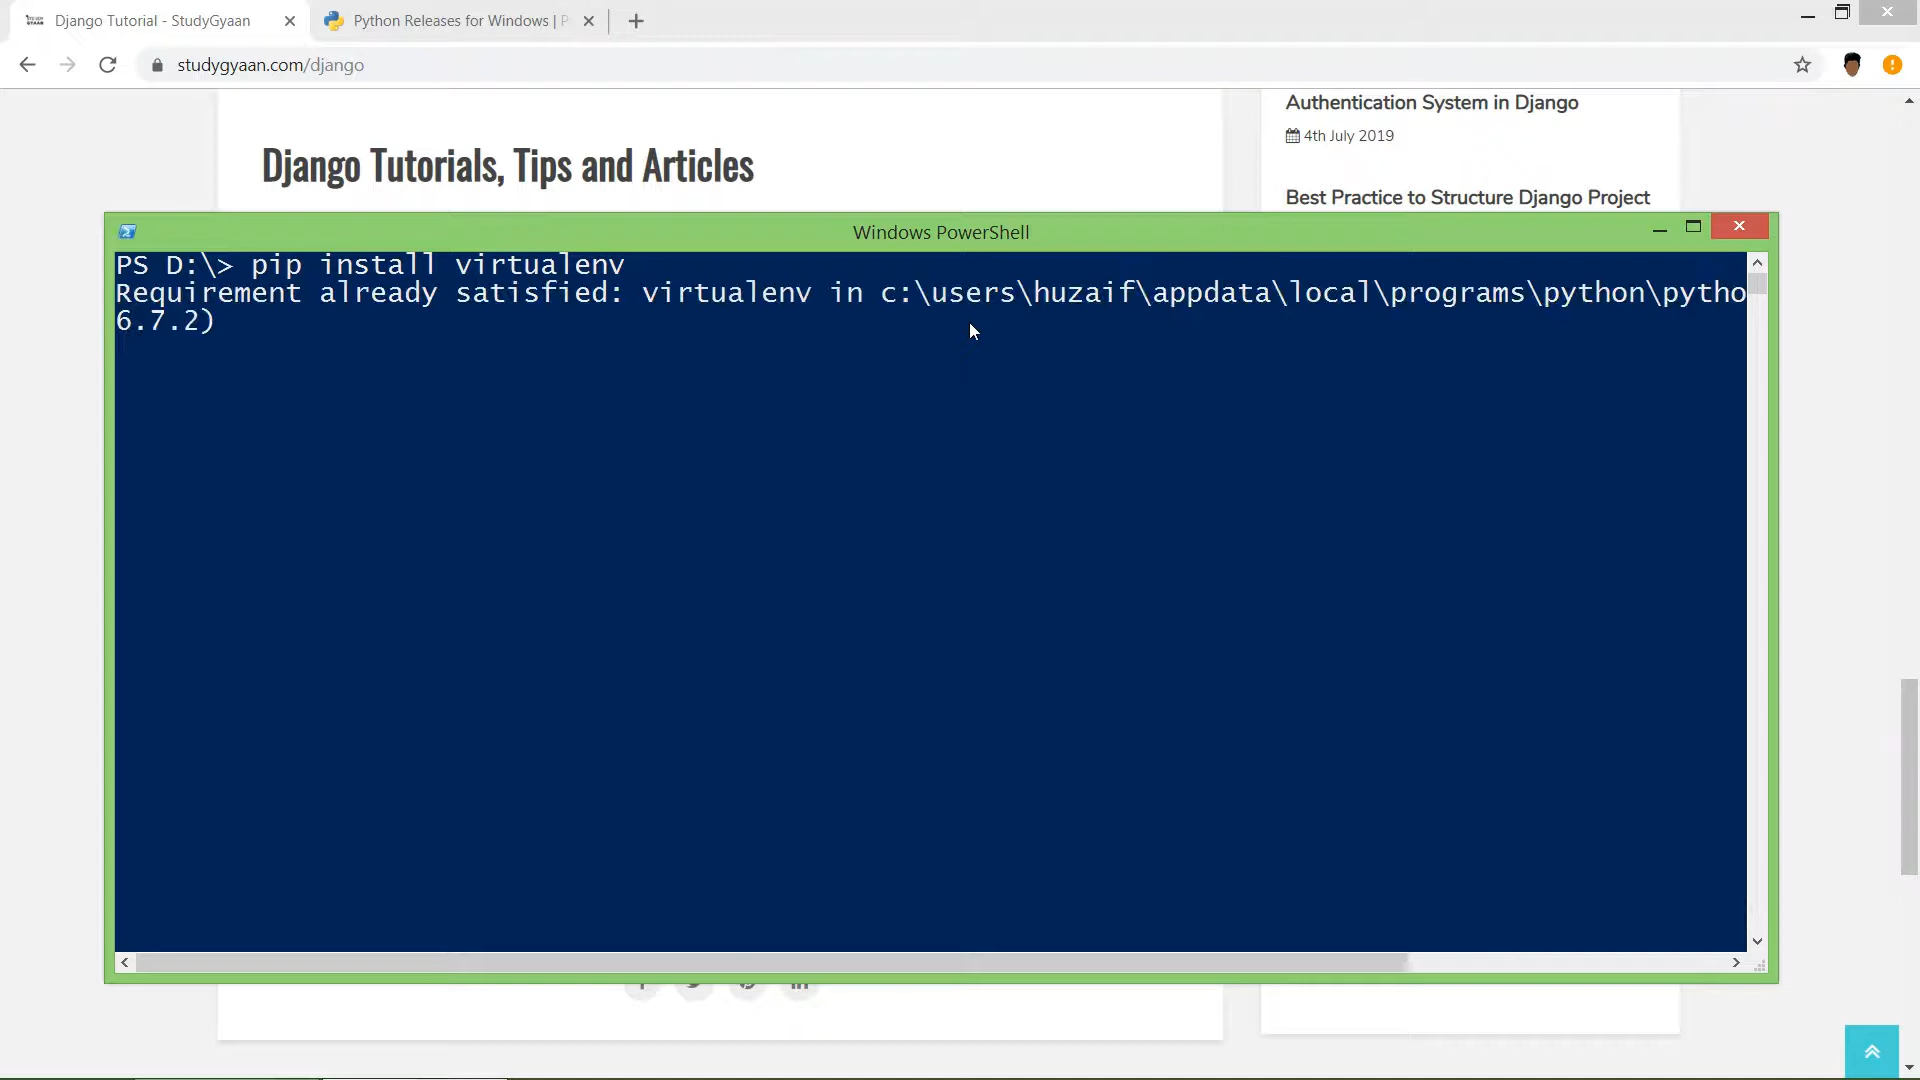 Django Tutorial - StudyGyaan
Python Releases for Windows | P
studygyaan.com/django
Authentication System in Django
4th July 2019
Django Tutorials, Tips and Articles
Best Practice to Structure Django Project
Windows PowerShell
PS D:\> pip install virtualenv
Requirement already satisfied: virtualenv in c:\users\huzaif\appdata\local\programs\python\pytho
6.7.2)